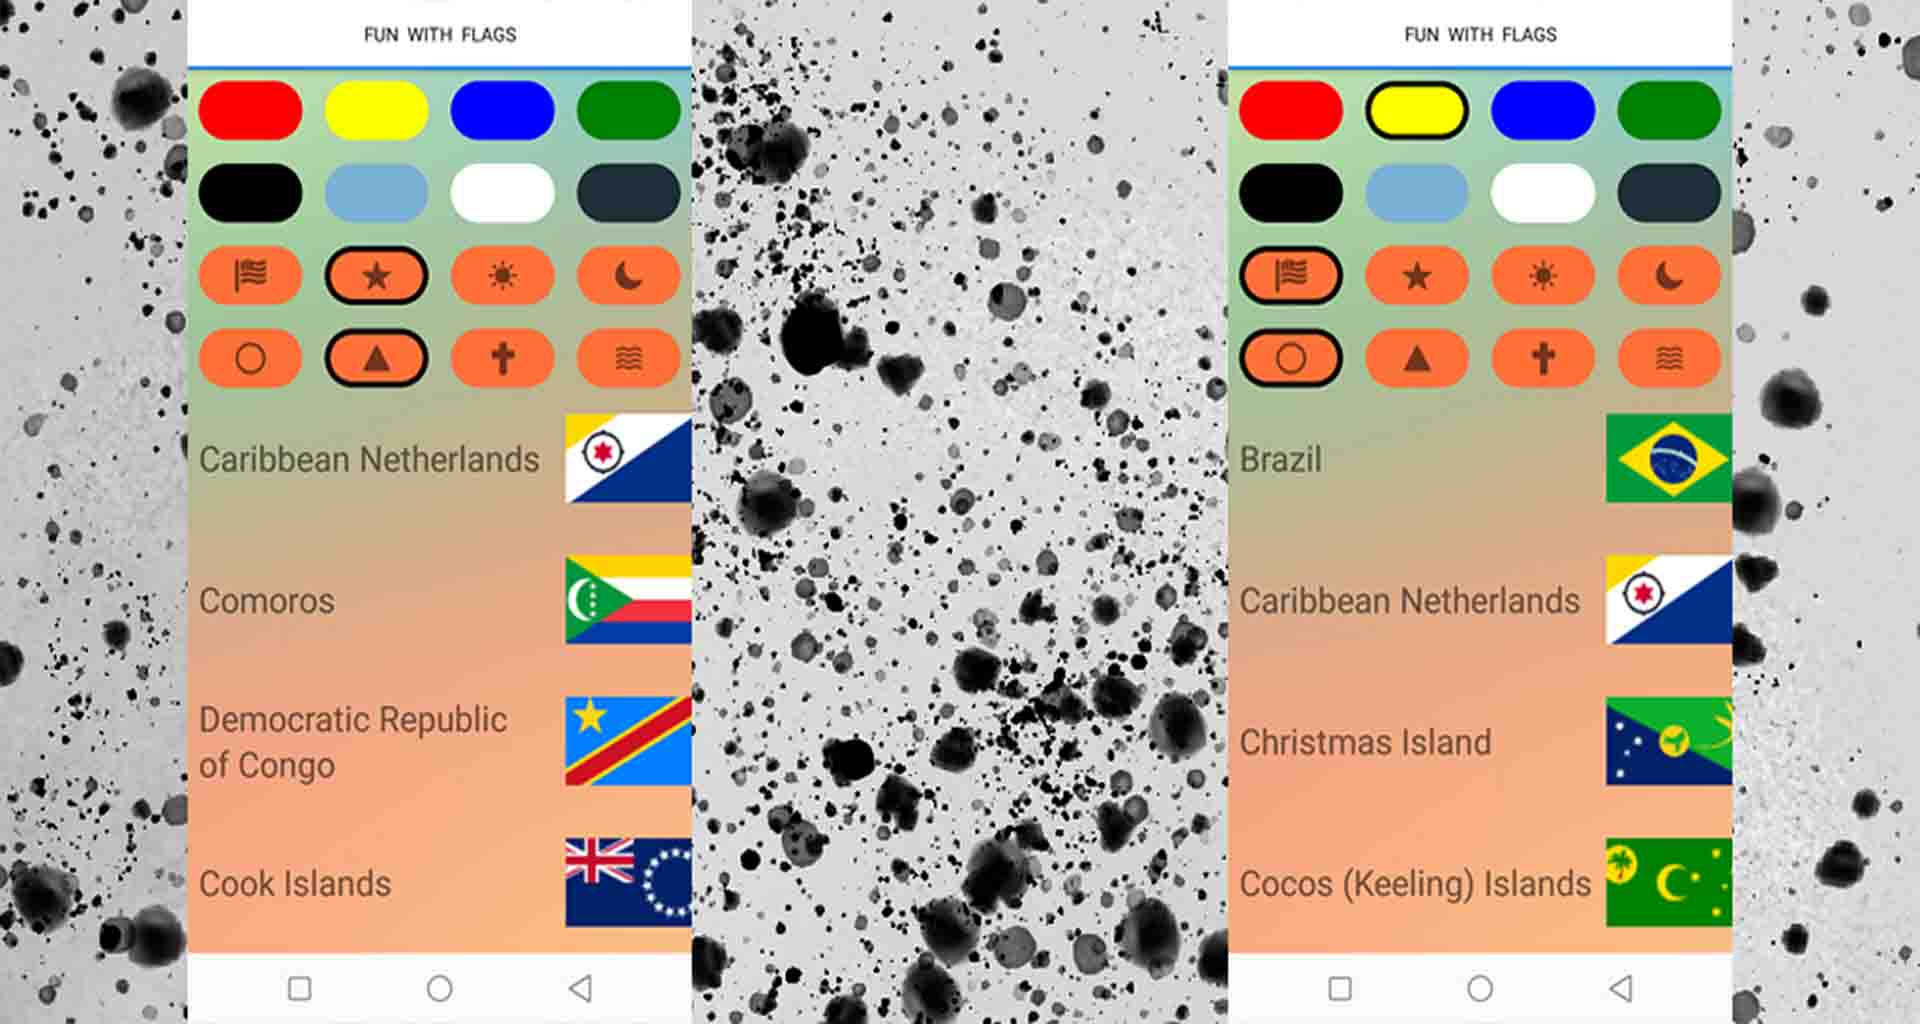 FUN WITH FLAGS
Caribbean Netherlands
Comoros
Democratic Republic
of Congo
Cook Islands
FUN WITH FLAGS
Brazil
Caribbean Netherlands
Christmas Island
Cocos (Keeling) Islands